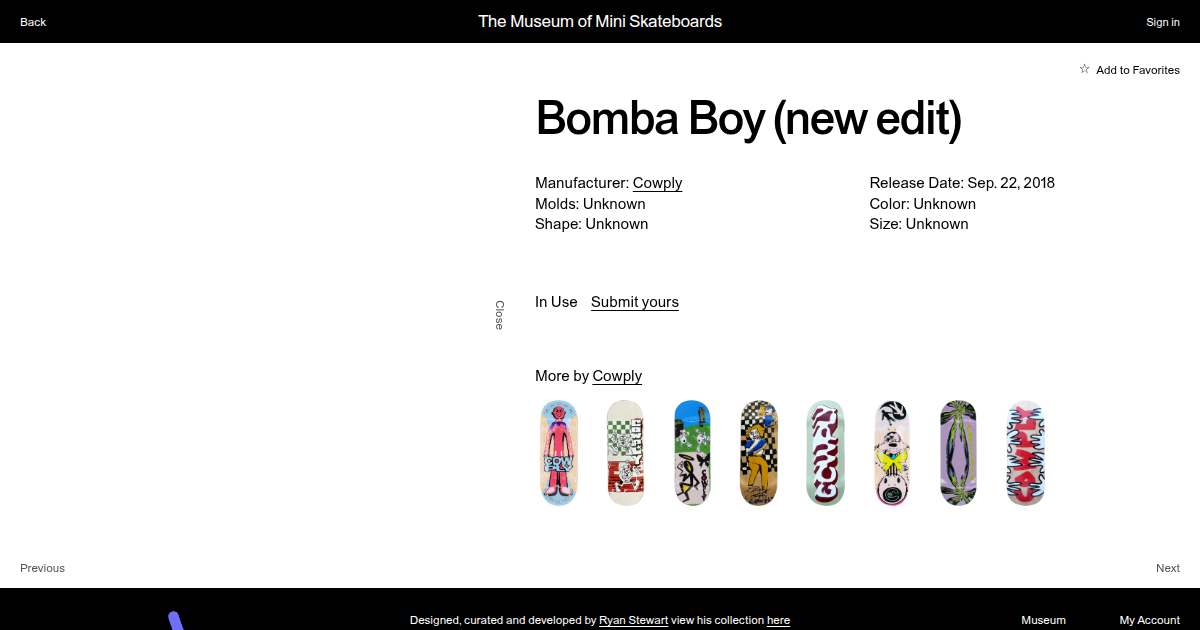 Back
The Museum of Mini Skateboards
Sign in
☆ Add to Favorites
Bomba Boy (new edit)
Manufacturer: Cowply
Molds: Unknown
Shape: Unknown
Release Date: Sep. 22, 2018
Color: Unknown
Size: Unknown
Close
In Use Submit yours
More by Cowply
Previous
Next
Designed, curated and developed by Ryan Stewart view his collection here
Museum
My Account